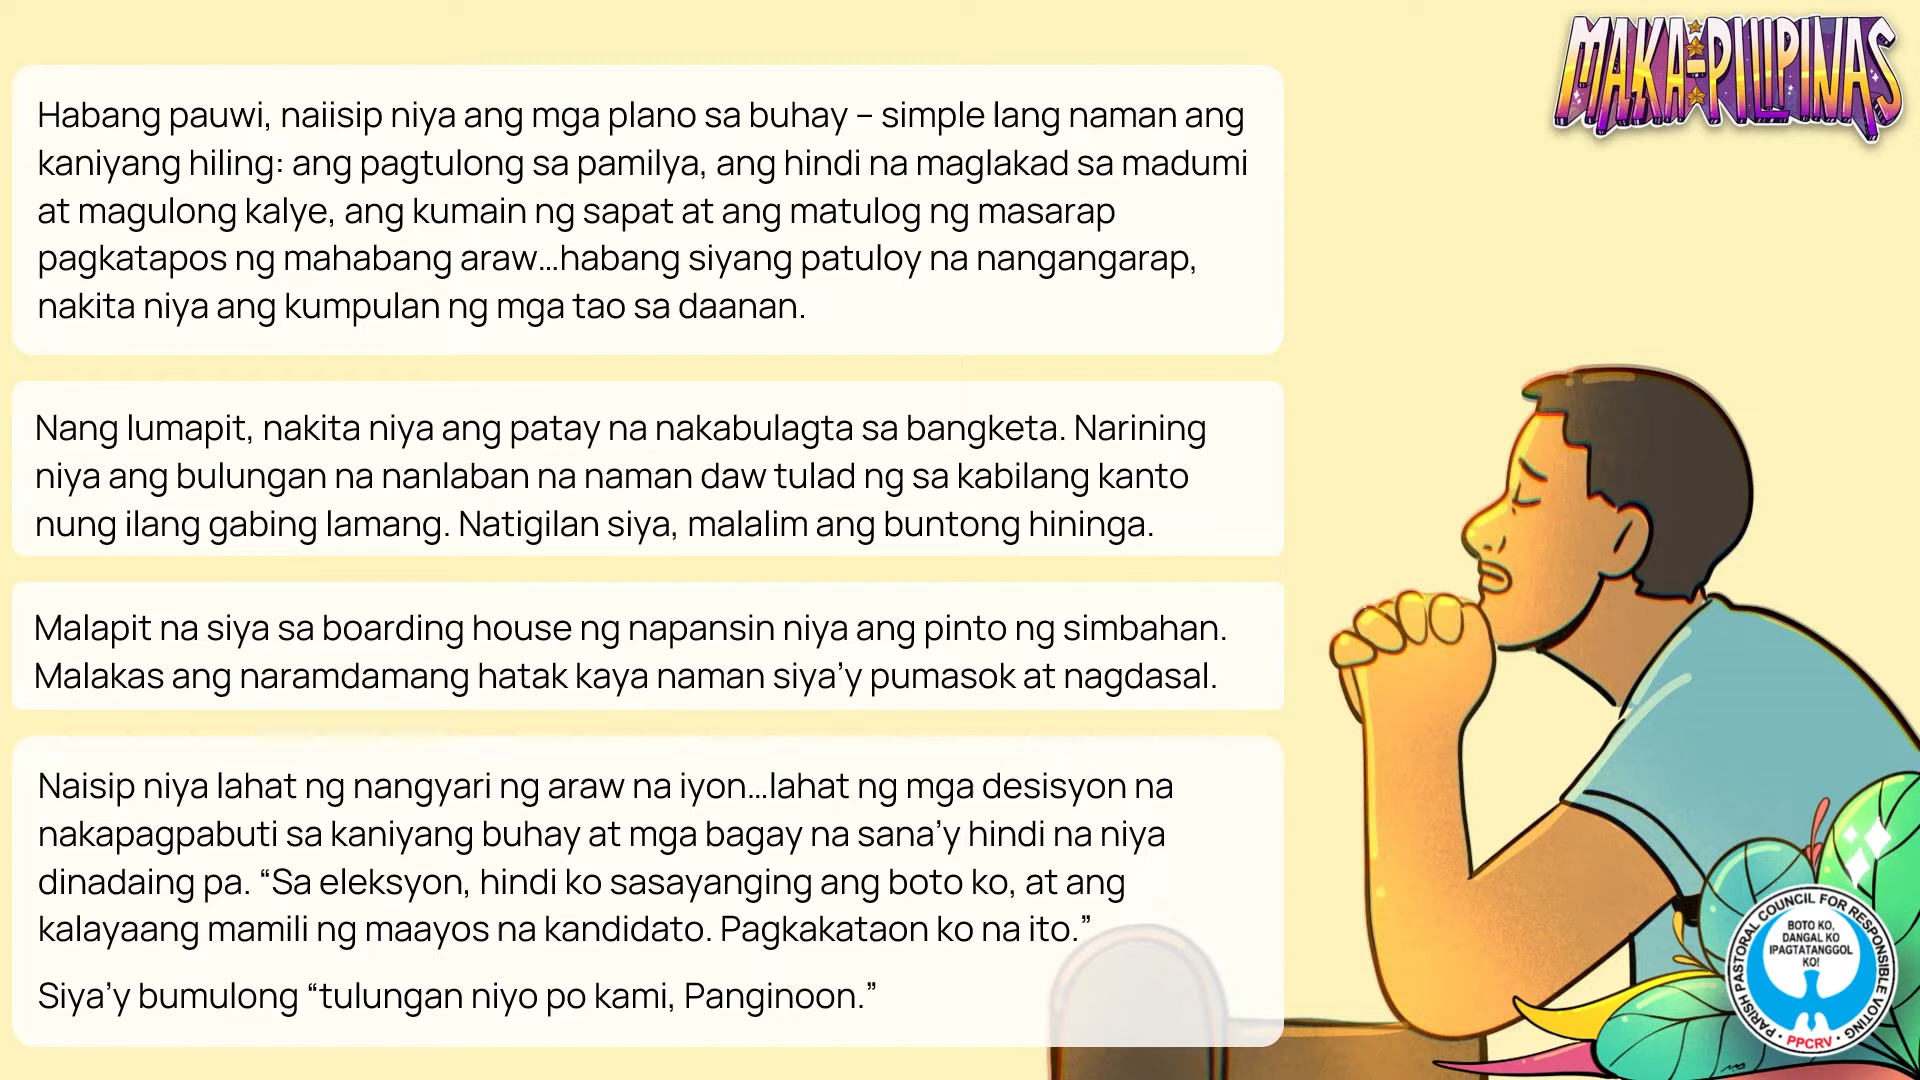 MAKA-PILIPINAS
Habang pauwi, naiisip niya ang mga plano sa buhay – simple lang naman ang
kaniyang hiling: ang pagtulong sa pamilya, ang hindi na maglakad sa madumi
at magulong kalye, ang kumain ng sapat at ang matulog ng masarap
pagkatapos ng mahabang araw...habang siyang patuloy na nangangarap,
nakita niya ang kumpulan ng mga tao sa daanan.
Nang lumapit, nakita niya ang patay na nakabulagta sa bangketa. Narining
niya ang bulungan na nanlaban na naman daw tulad ng sa kabilang kanto
nung ilang gabing lamang. Natigilan siya, malalim ang buntong hininga.
Malapit na siya sa boarding house ng napansin niya ang pinto ng simbahan.
Malakas ang naramdamang hatak kaya naman siya’y pumasok at nagdasal.
Naisip niya lahat ng nangyari ng araw na iyon...lahat ng mga desisyon na
nakapagpabuti sa kaniyang buhay at mga bagay na sana’y hindi na niya
dinadaing pa. “Sa eleksyon, hindi ko sasayanging ang boto ko, at ang
kalayaang mamili ng maayos na kandidato. Pagkakataon ko na ito.”
Siya’y bumulong “tulungan niyo po kami, Panginoon.”
PARISH PASTORAL COUNCIL FOR RESPONSIBLE VOTING
BOTO KO,
DANGAL KO
IPAGTATANGGOL
KO!
PPCRV